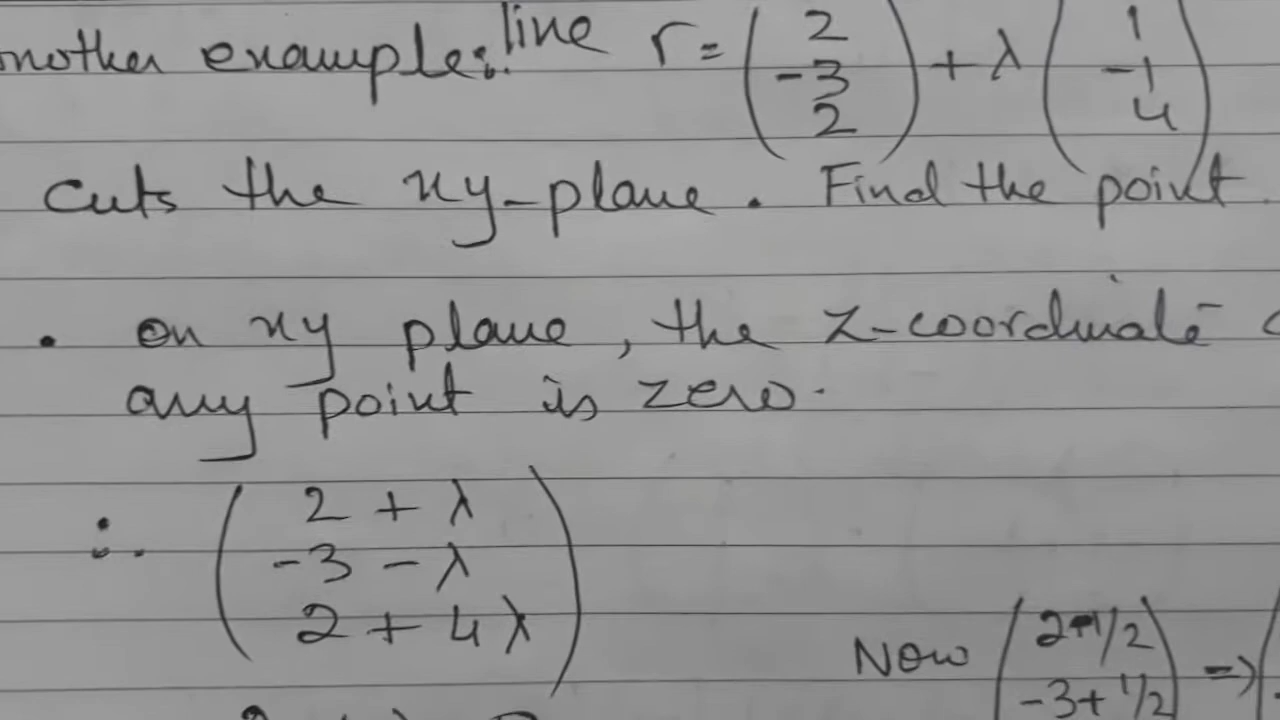 example: line r = ( 2 -3 2 ) + λ ( 1 -1 4 )
cuts the xy-plane. Find the point.
• on xy plane, the z-coordinate
any point is zero.
∴ ( 2 + λ
-3 - λ
2 + 4λ )
Now ( 2-1/2
-3+1/2 ) =>